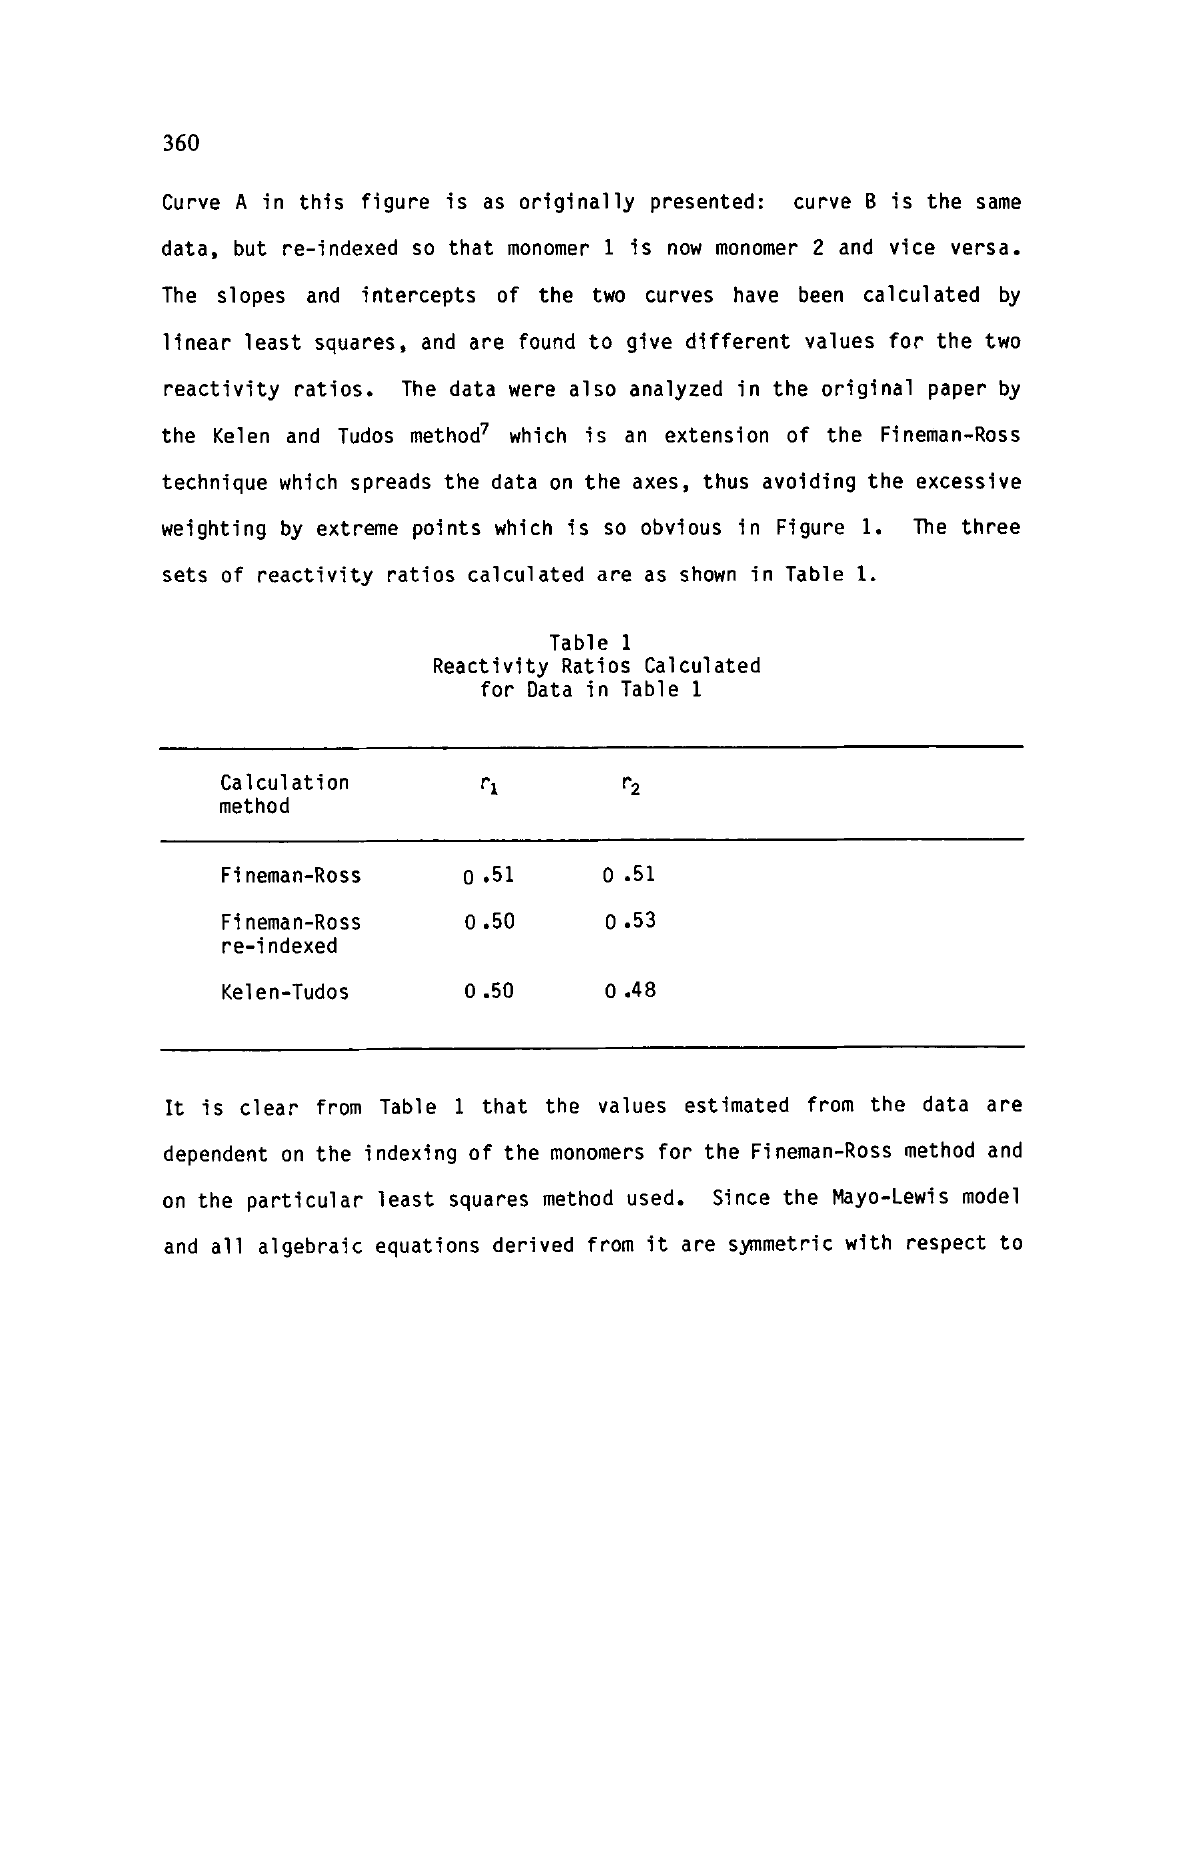 360
Curve A in this figure is as originally presented: curve B is the same
data, but re-indexed so that monomer 1 is now monomer 2 and vice versa.
The slopes and intercepts of the two curves have been calculated by
linear least squares, and are found to give different values for the two
reactivity ratios. The data were also analyzed in the original paper by
the Kelen and Tudos method⁷ which is an extension of the Fineman-Ross
technique which spreads the data on the axes, thus avoiding the excessive
weighting by extreme points which is so obvious in Figure 1. The three
sets of reactivity ratios calculated are as shown in Table 1.
Table 1
Reactivity Ratios Calculated
for Data in Table 1
Calculation r₁ r₂
method
Fineman-Ross 0.51 0.51
Fineman-Ross 0.50 0.53
re-indexed
Kelen-Tudos 0.50 0.48
It is clear from Table 1 that the values estimated from the data are
dependent on the indexing of the monomers for the Fineman-Ross method and
on the particular least squares method used. Since the Mayo-Lewis model
and all algebraic equations derived from it are symmetric with respect to